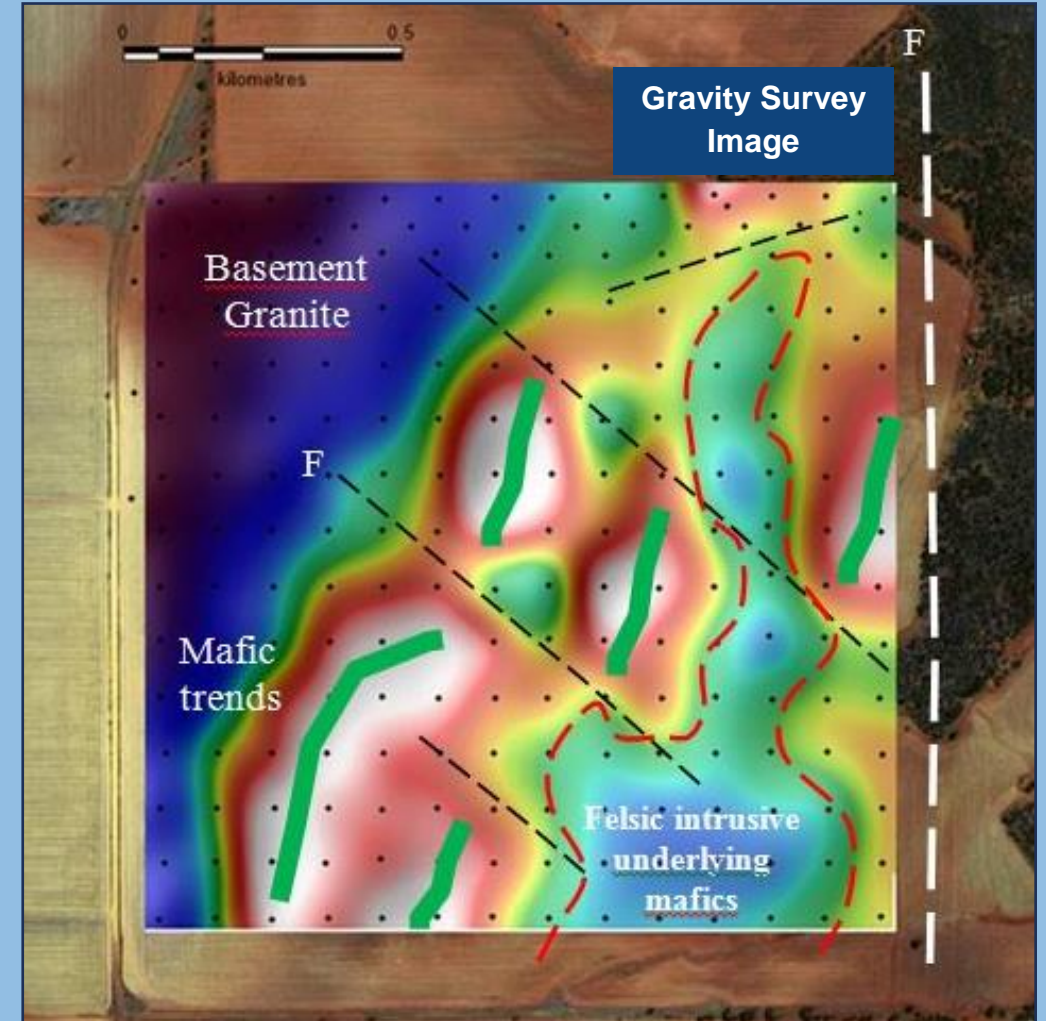 0 0.5
kilometres
F
Gravity Survey
Image
Basement
Granite
F
Mafic
trends
Felsic intrusive
underlying
mafics